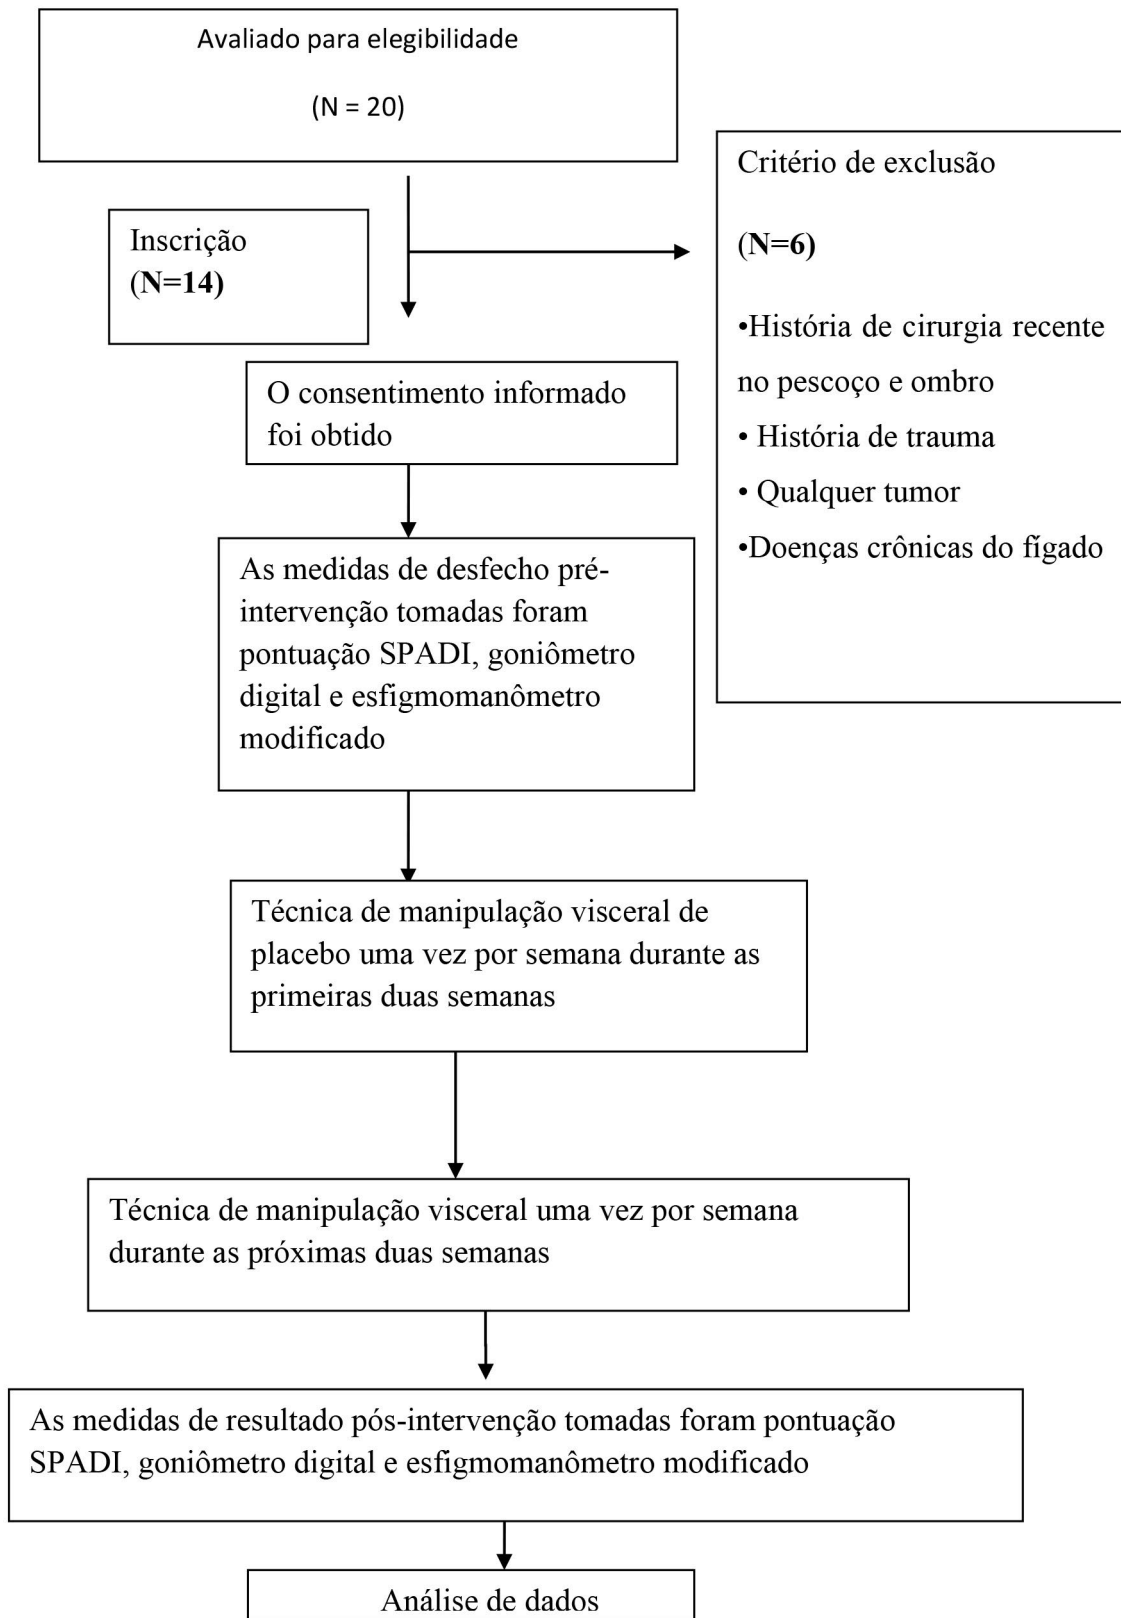 Avaliado para elegibilidade
(N = 20)
Critério de exclusão
(N=6)
•História de cirurgia recente
no pescoço e ombro
• História de trauma
• Qualquer tumor
•Doenças crônicas do fígado
Inscrição
(N=14)
O consentimento informado
foi obtido
As medidas de desfecho pré-
intervenção tomadas foram
pontuação SPADI, goniômetro
digital e esfigmomanômetro
modificado
Técnica de manipulação visceral de
placebo uma vez por semana durante as
primeiras duas semanas
Técnica de manipulação visceral uma vez por semana
durante as próximas duas semanas
As medidas de resultado pós-intervenção tomadas foram pontuação
SPADI, goniômetro digital e esfigmomanômetro modificado
Análise de dados